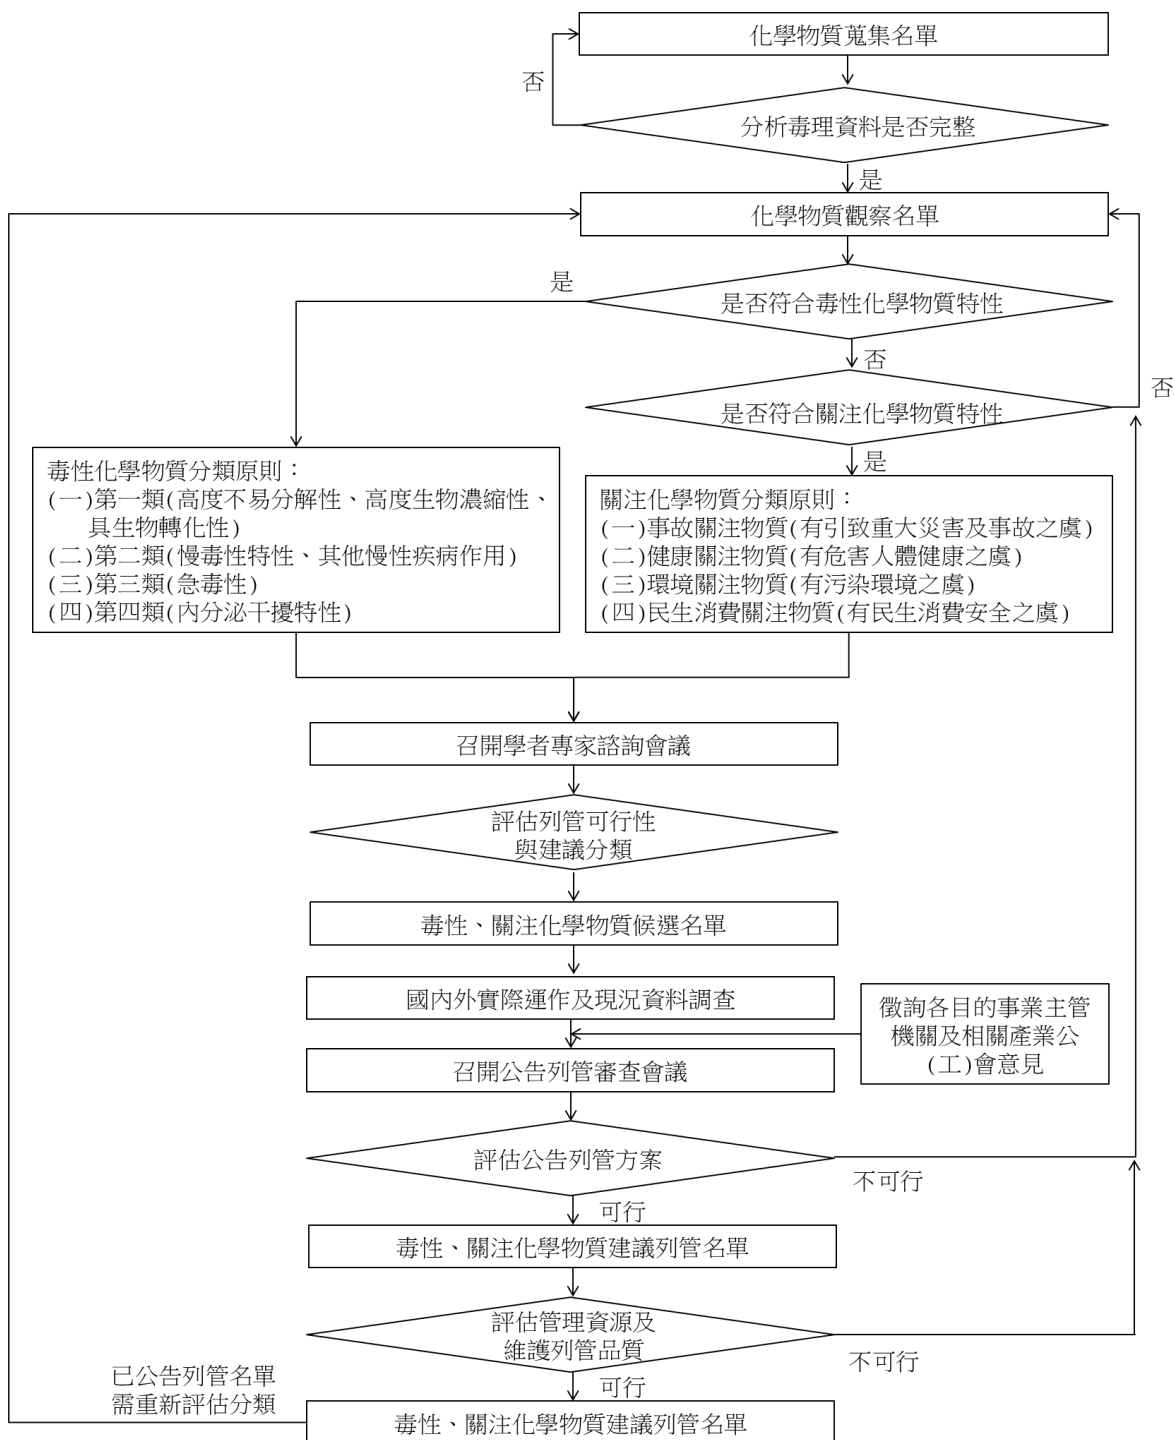 化學物質蒐集名單
否
分析毒理資料是否完整
是
化學物質觀察名單
是
是否符合毒性化學物質特性
否
是否符合關注化學物質特性
否
是
毒性化學物質分類原則：
(一)第一類(高度不易分解性、高度生物濃縮性、
具生物轉化性)
(二)第二類(慢毒性特性、其他慢性疾病作用)
(三)第三類(急毒性)
(四)第四類(內分泌干擾特性)
關注化學物質分類原則：
(一)事故關注物質(有引致重大災害及事故之虞)
(二)健康關注物質(有危害人體健康之虞)
(三)環境關注物質(有污染環境之虞)
(四)民生消費關注物質(有民生消費安全之虞)
召開學者專家諮詢會議
評估列管可行性
與建議分類
毒性、關注化學物質候選名單
國內外實際運作及現況資料調查
徵詢各目的事業主管
機關及相關產業公
(工)會意見
召開公告列管審查會議
評估公告列管方案
不可行
可行
毒性、關注化學物質建議列管名單
評估管理資源及
維護列管品質
不可行
可行
已公告列管名單
需重新評估分類
毒性、關注化學物質建議列管名單